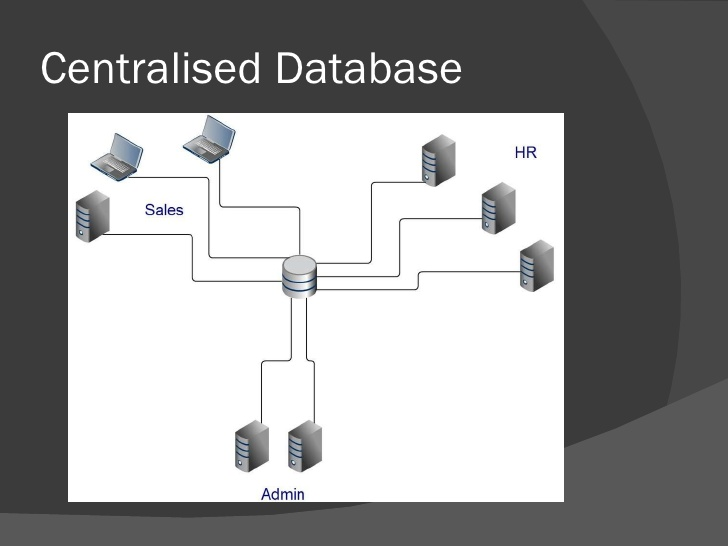 Centralised Database
HR
Sales
Admin